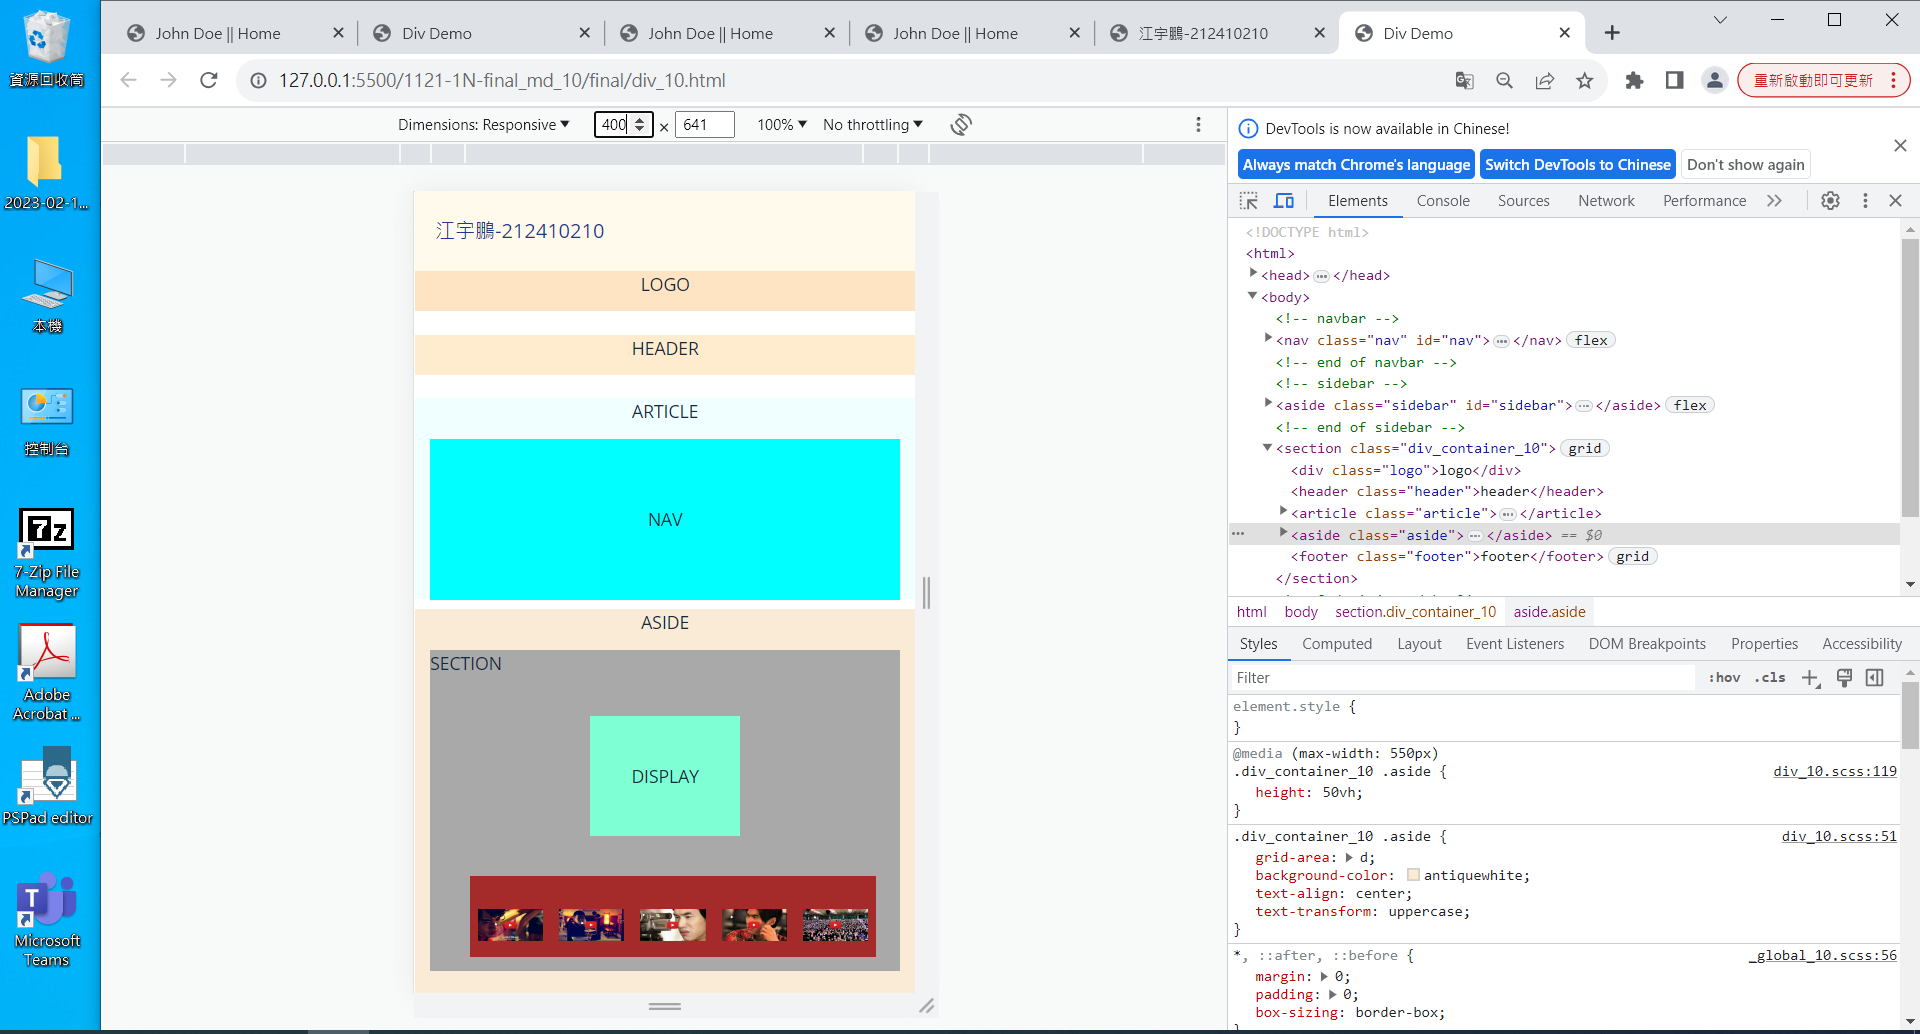 資源回收筒
2023-02-1...
本機
控制台
7-Zip File
Manager
Adobe
Acrobat ...
PSPad editor
Microsoft
Teams
John Doe || Home
Div Demo
John Doe || Home
John Doe || Home
江宇鵬-212410210
Div Demo
127.0.0.1:5500/1121-1N-final_md_10/final/div_10.html
重新啟動即可更新
Dimensions: Responsive
400 × 641
100%
No throttling
江宇鵬-212410210
LOGO
HEADER
ARTICLE
NAV
ASIDE
SECTION
DISPLAY
DevTools is now available in Chinese!
Always match Chrome's language
Switch DevTools to Chinese
Don't show again
Elements
Console
Sources
Network
Performance
<!DOCTYPE html>
<html>
<head> ••• </head>
<body>
<!-- navbar -->
<nav class="nav" id="nav"> ••• </nav> flex
<!-- end of navbar -->
<!-- sidebar -->
<aside class="sidebar" id="sidebar"> ••• </aside> flex
<!-- end of sidebar -->
<section class="div_container_10"> grid
<div class="logo">logo</div>
<header class="header">header</header>
<article class="article"> ••• </article>
<aside class="aside"> ••• </aside> == $0
<footer class="footer">footer</footer> grid
</section>
html body section.div_container_10 aside.aside
Styles
Computed
Layout
Event Listeners
DOM Breakpoints
Properties
Accessibility
Filter
:hov
.cls
element.style {
}
@media (max-width: 550px)
.div_container_10 .aside { div_10.scss:119
height: 50vh;
}
.div_container_10 .aside { div_10.scss:51
grid-area: d;
background-color: antiquewhite;
text-align: center;
text-transform: uppercase;
}
*, ::after, ::before { _global_10.scss:56
margin: 0;
padding: 0;
box-sizing: border-box;